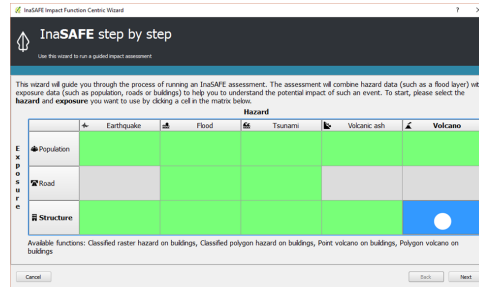 InaSAFE Impact Function Centric Wizard
InaSAFE step by step
Use this wizard to run a guided impact assessment
This wizard will guide you through the process of running an InaSAFE assessment. The assessment will combine hazard data (such as a flood layer) wit
exposure data (such as population, roads or buildings) to help you to understand the potential impact of such an event. To start, please select the
hazard and exposure you want to use by clicking a cell in the matrix below.
Hazard
Earthquake Flood Tsunami Volcanic ash Volcano
Exposure
Population
Road
Structure
Available functions: Classified raster hazard on buildings, Classified polygon hazard on buildings, Point volcano on buildings, Polygon volcano on
buildings
Cancel Back Next